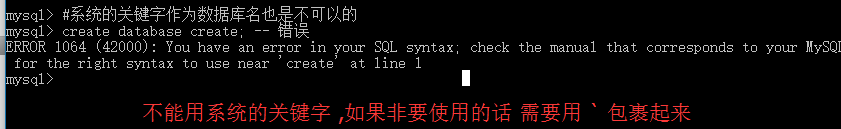 mysql> #系统的关键字作为数据库名也是不可以的
mysql> create database create; -- 错误
ERROR 1064 (42000): You have an error in your SQL syntax; check the manual that corresponds to your MySQL
 for the right syntax to use near 'create' at line 1
mysql>
不能用系统的关键字 ,如果非要使用的话 需要用 ` 包裹起来